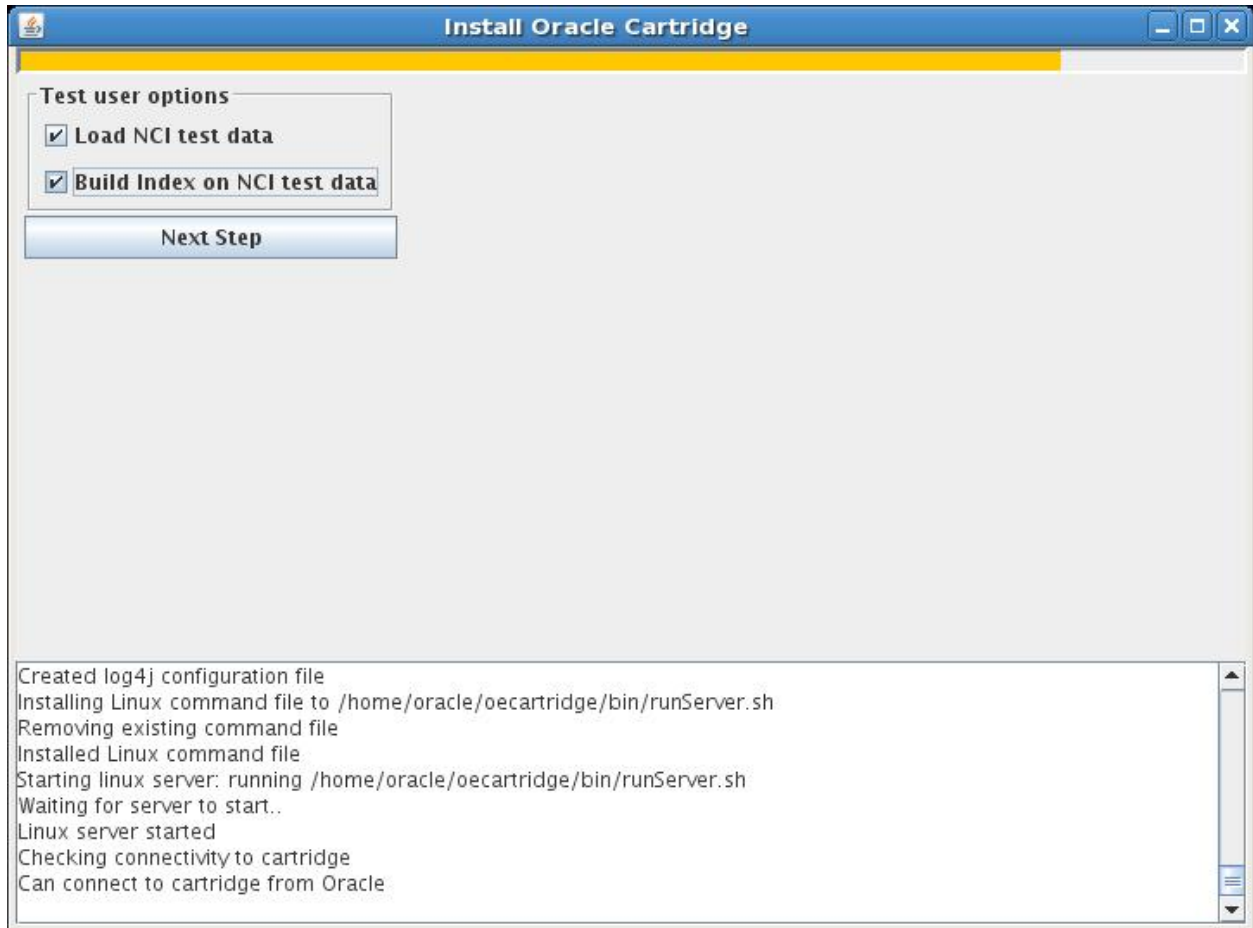 Install Oracle Cartridge
Test user options
Load NCI test data
Build Index on NCI test data
Next Step
Created log4j configuration file
Installing Linux command file to /home/oracle/oecartridge/bin/runServer.sh
Removing existing command file
Installed Linux command file
Starting linux server: running /home/oracle/oecartridge/bin/runServer.sh
Waiting for server to start..
Linux server started
Checking connectivity to cartridge
Can connect to cartridge from Oracle